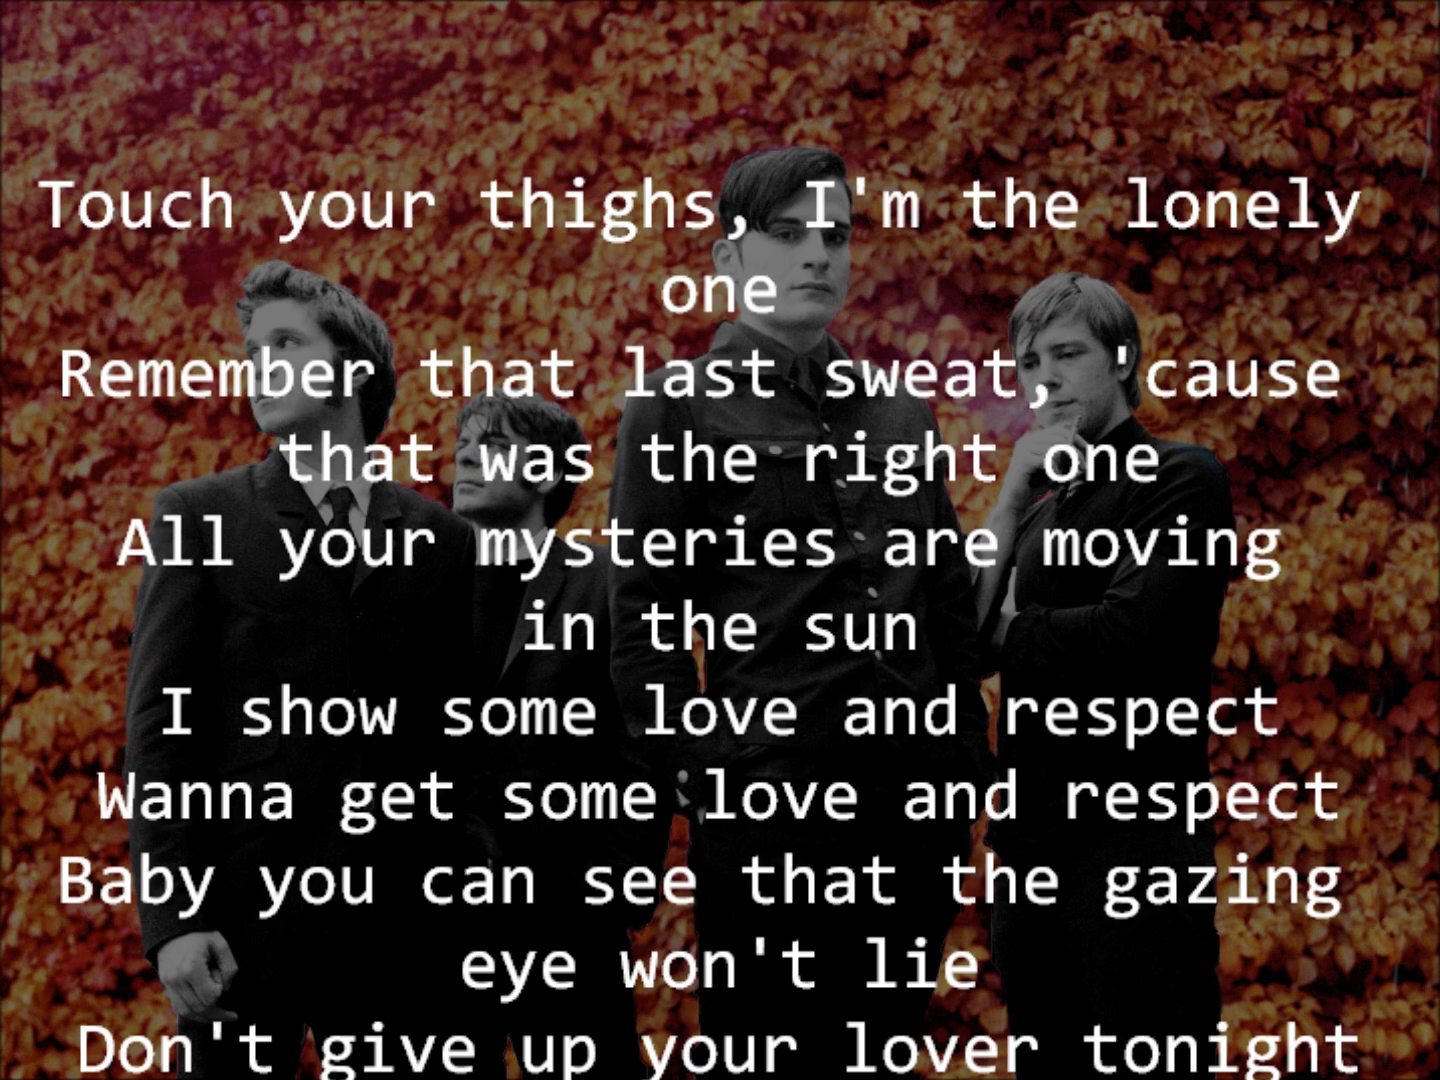 Touch your thighs, I'm the lonely
one
Remember that last sweat, 'cause
that was the right one
All your mysteries are moving
in the sun
I show some love and respect
Wanna get some love and respect
Baby you can see that the gazing
eye won't lie
Don't give up your lover tonight